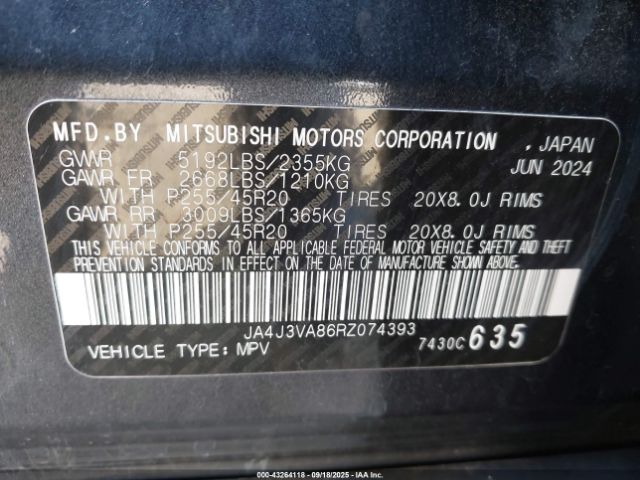 MFD.BY MITSUBISHI MOTORS CORPORATION , JAPAN
GVWR 5192LBS/2355KG JUN 2024
GAWR FR 2668LBS/1210KG
WITH P255/45R20 TIRES 20X8.0J RIMS
GAWR RR 3009LBS/1365KG
WITH P255/45R20 TIRES 20X8.0J RIMS
THIS VEHICLE CONFORMS TO ALL APPLICABLE FEDERAL MOTOR VEHICLE SAFETY AND THEFT
PREVENTION STANDARDS IN EFFECT ON THE DATE OF MANUFACTURE SHOWN ABOVE.
JA4J3VA86RZ074393
VEHICLE TYPE: MPV 7430C 635
000-43264118 - 09/18/2025 - IAAI.com